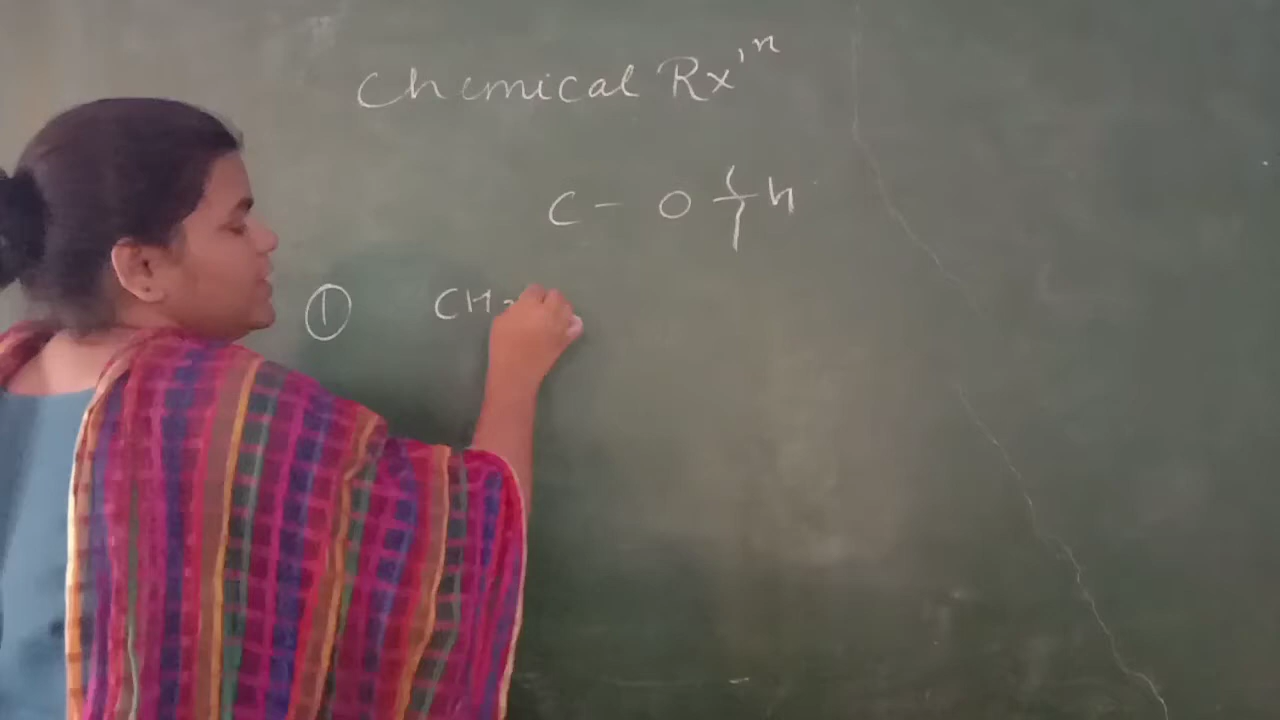 Chemical Rx'n
C - O ⌿ H
① CH